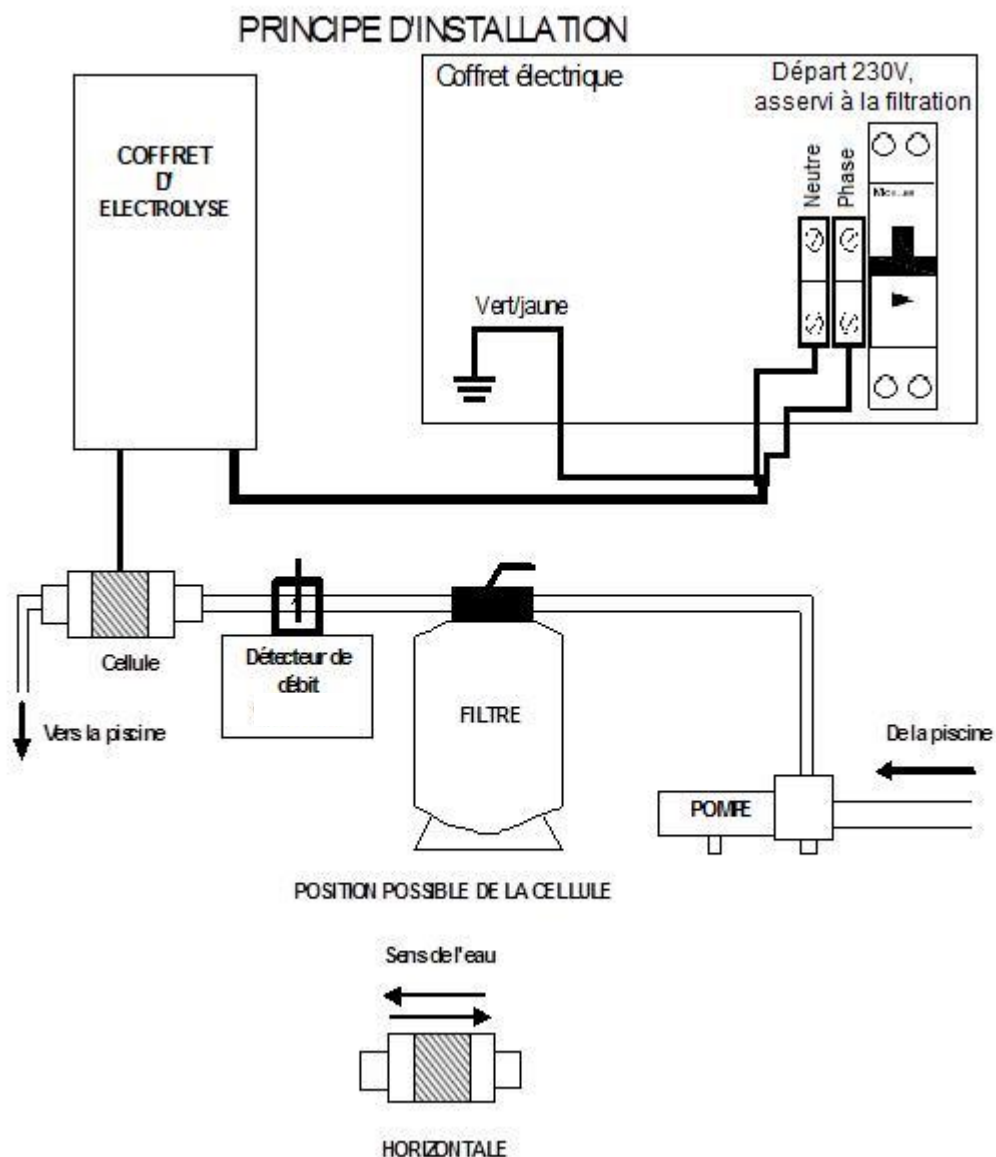 PRINCIPE D'INSTALLATION
Coffret électrique
Départ 230V,
asservi à la filtration
COFFRET
D'
ELECTROLYSE
Neutre
Phase
Vert/jaune
Cellule
Détecteur de
débit
FILTRE
Vers la piscine
De la piscine
POMPE
POSITION POSSIBLE DE LA CELLULE
Sens de l'eau
HORIZONTALE